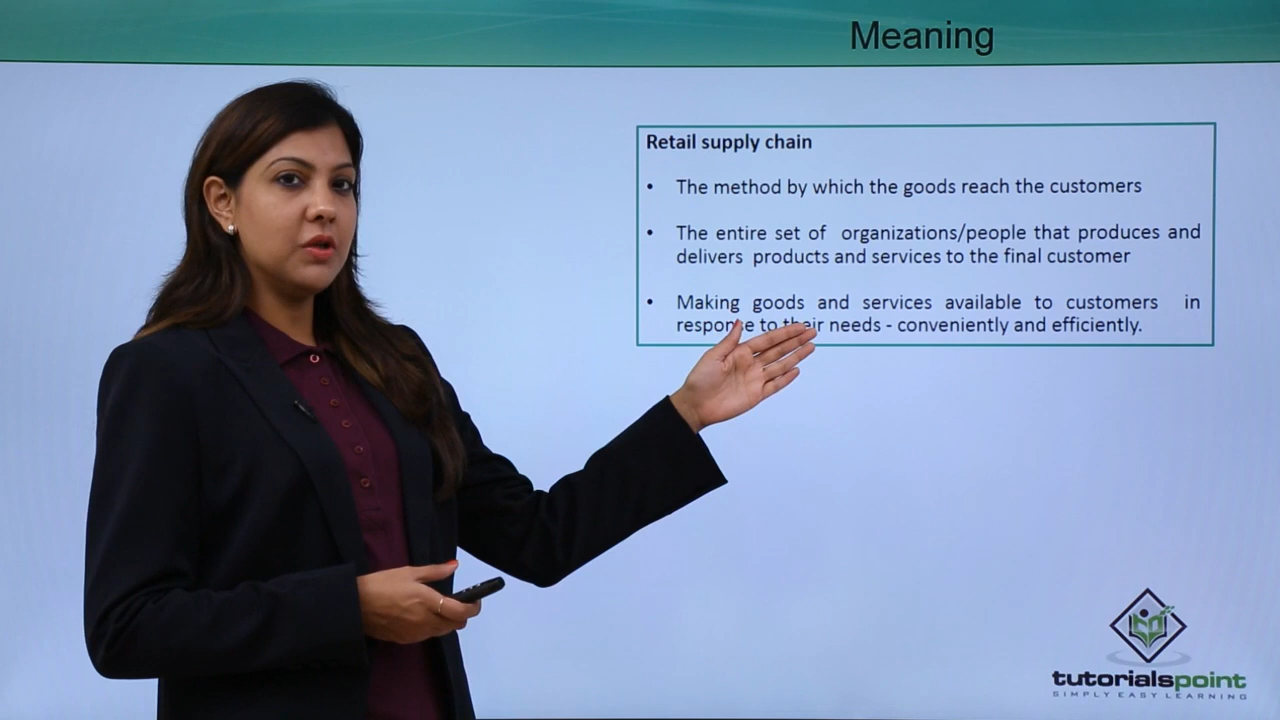 Meaning
Retail supply chain
• The method by which the goods reach the customers
• The entire set of organizations/people that produces and
delivers products and services to the final customer
• Making goods and services available to customers in
response to their needs - conveniently and efficiently.
tutorialspoint
SIMPLY EASY LEARNING